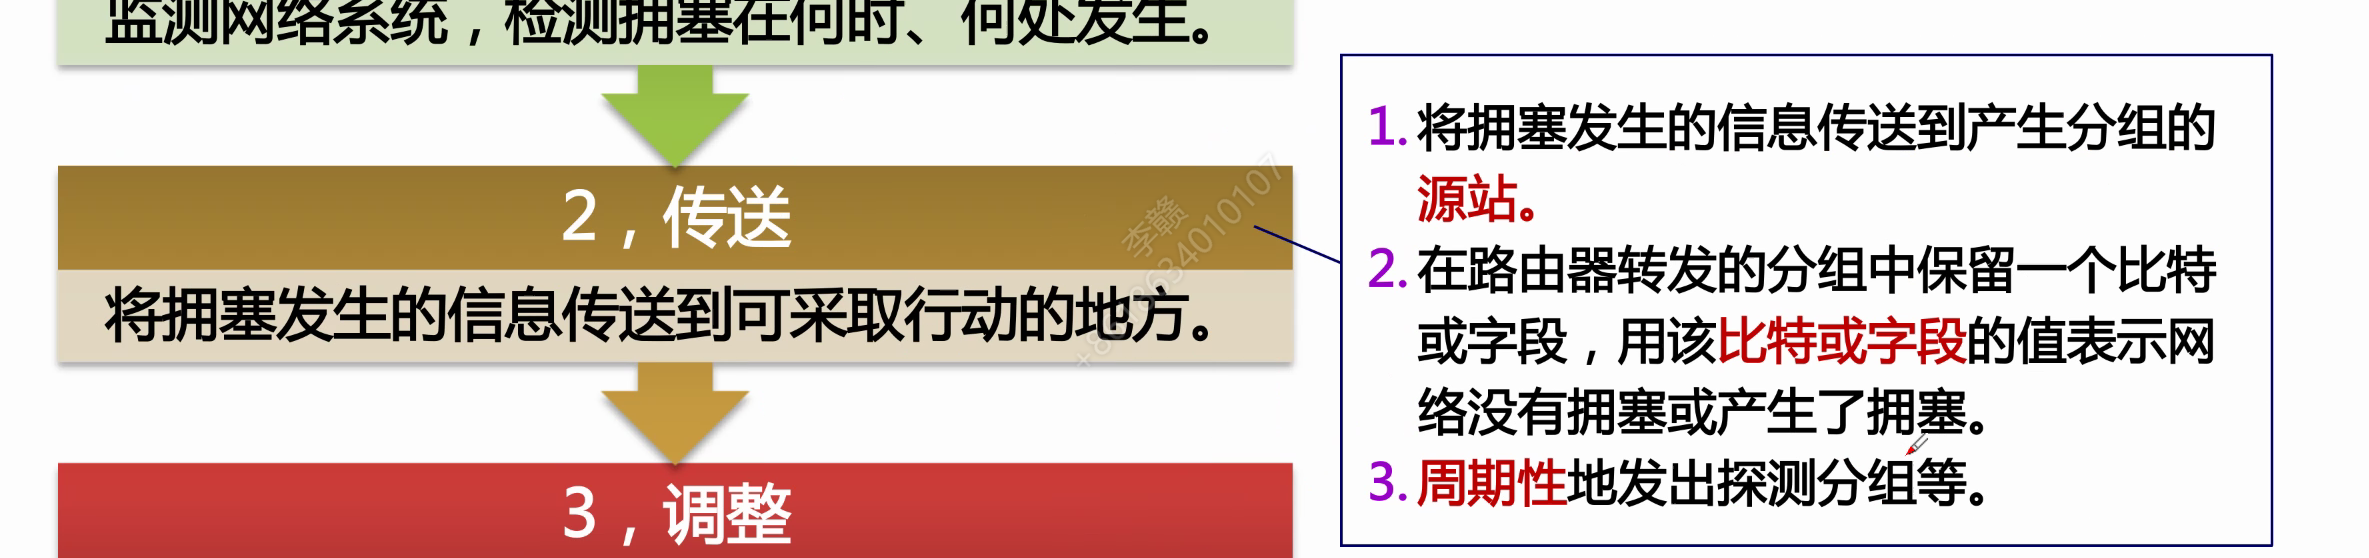 监测网络系统，检测拥塞在何时、何处发生。
2，传送
将拥塞发生的信息传送到可采取行动的地方。
3，调整
1. 将拥塞发生的信息传送到产生分组的
源站。
2. 在路由器转发的分组中保留一个比特
或字段，用该比特或字段的值表示网
络没有拥塞或产生了拥塞。
3. 周期性地发出探测分组等。
李赣